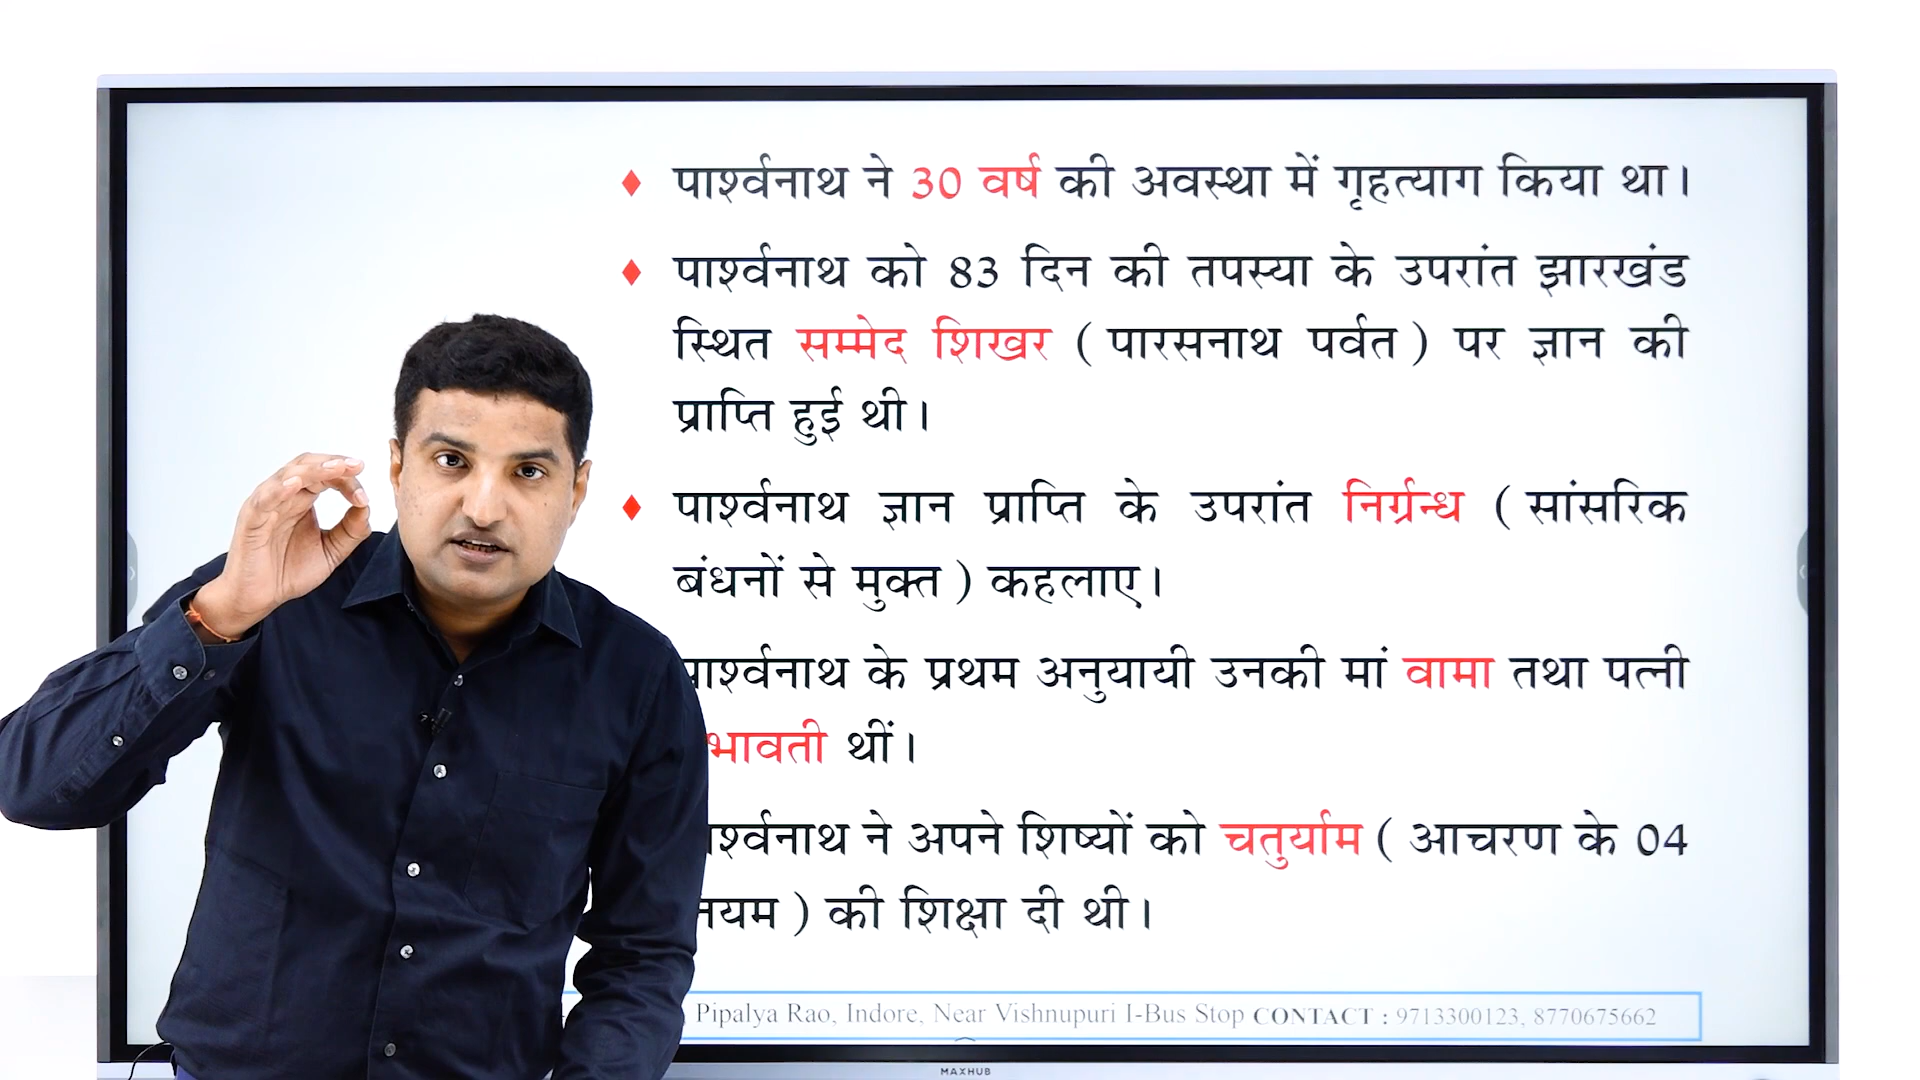 ♦ पार्श्वनाथ ने 30 वर्ष की अवस्था में गृहत्याग किया था।
♦ पार्श्वनाथ को 83 दिन की तपस्या के उपरांत झारखंड
स्थित सम्मेद शिखर ( पारसनाथ पर्वत ) पर ज्ञान की
प्राप्ति हुई थी।
♦ पार्श्वनाथ ज्ञान प्राप्ति के उपरांत निर्ग्रन्ध ( सांसरिक
बंधनों से मुक्त ) कहलाए।
के प्रथम अनुयायी उनकी मां वामा तथा पत्नी
थीं।
ने अपने शिष्यों को चतुर्याम ( आचरण के 04
) की शिक्षा दी थी।
Pipalya Rao, Indore, Near Vishnupuri I-Bus Stop CONTACT : 9713300123, 8770675662
MAXHUB